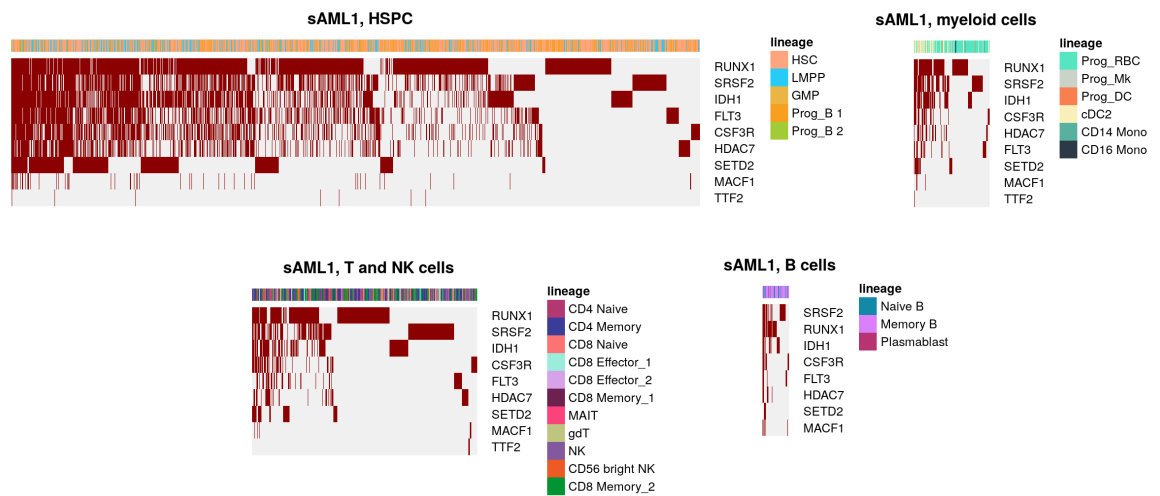 sAML1, HSPC
RUNX1
SRSF2
IDH1
FLT3
CSF3R
HDAC7
SETD2
MACF1
TTF2
lineage
HSC
LMPP
GMP
Prog_B 1
Prog_B 2
sAML1, myeloid cells
RUNX1
SRSF2
IDH1
CSF3R
HDAC7
FLT3
SETD2
MACF1
TTF2
lineage
Prog_RBC
Prog_Mk
Prog_DC
cDC2
CD14 Mono
CD16 Mono
sAML1, T and NK cells
RUNX1
SRSF2
IDH1
CSF3R
FLT3
HDAC7
SETD2
MACF1
TTF2
lineage
CD4 Naive
CD4 Memory
CD8 Naive
CD8 Effector_1
CD8 Effector_2
CD8 Memory_1
MAIT
gdT
NK
CD56 bright NK
CD8 Memory_2
sAML1, B cells
SRSF2
RUNX1
IDH1
CSF3R
FLT3
HDAC7
SETD2
MACF1
lineage
Naive B
Memory B
Plasmablast